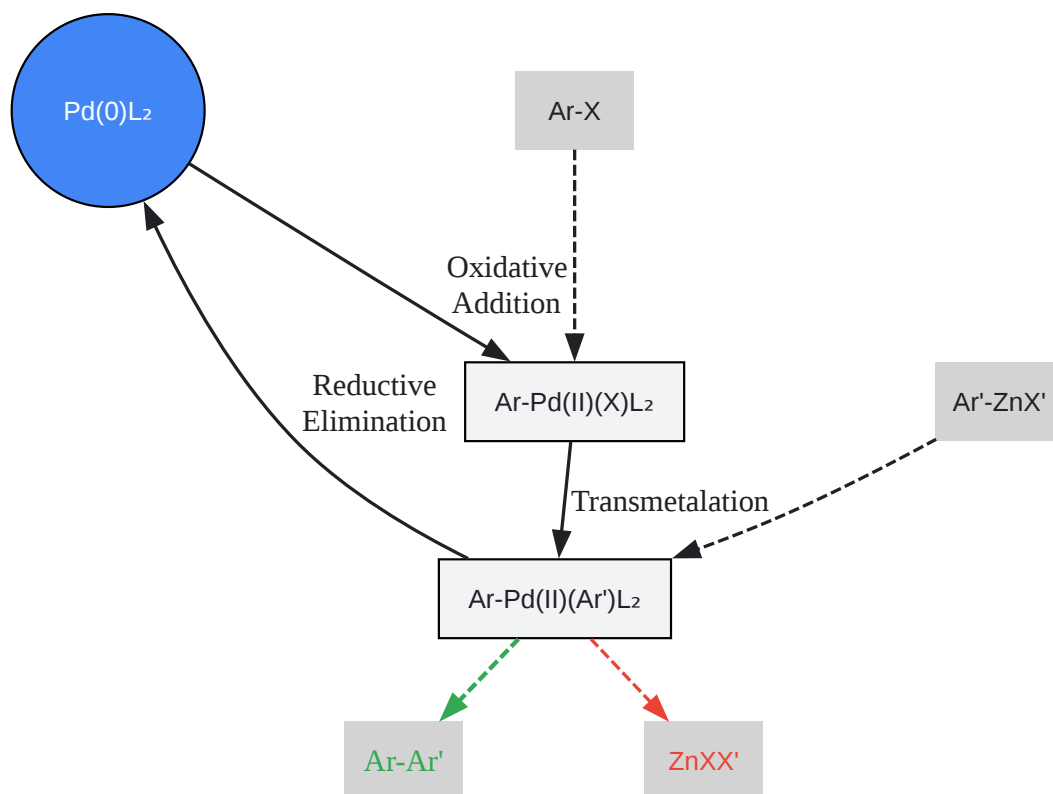 Pd(0)L₂
Ar-X
Oxidative
Addition
Reductive
Elimination
Ar-Pd(II)(X)L₂
Ar'-ZnX'
Transmetalation
Ar-Pd(II)(Ar')L₂
Ar-Ar'
ZnXX'